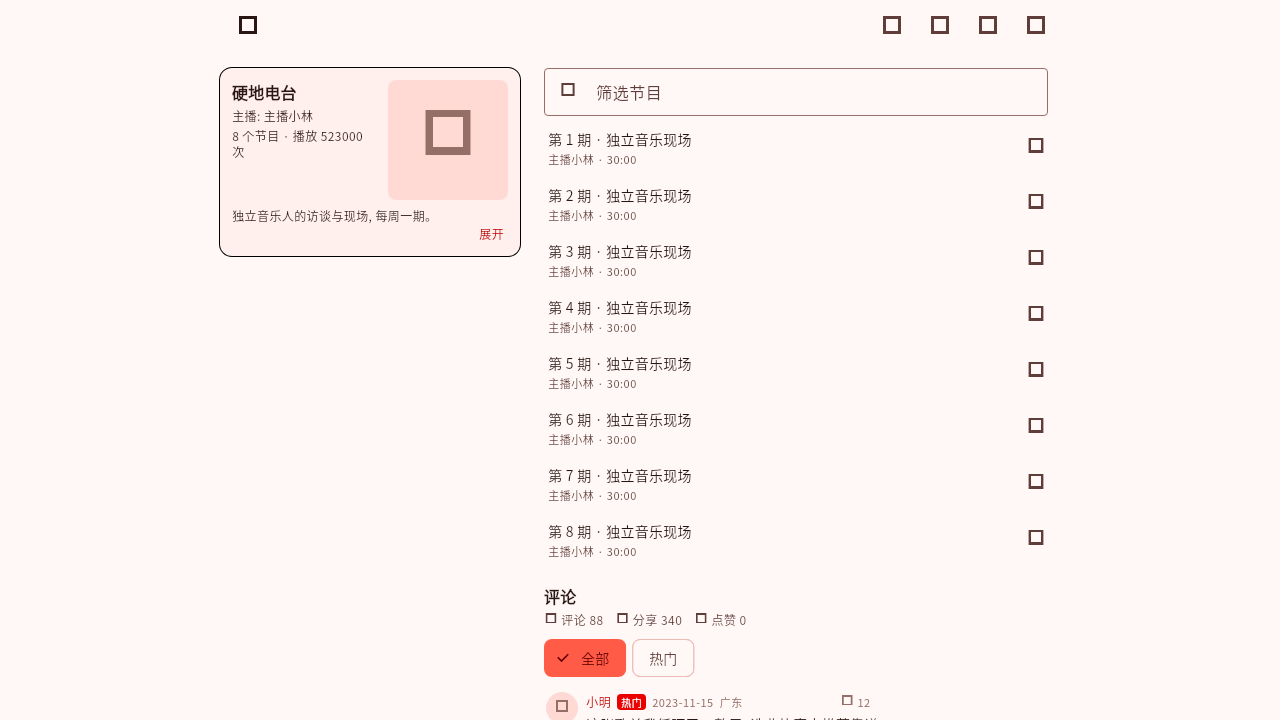 硬地电台
主播: 主播小林
8 个节目 · 播放 523000
次
独立音乐人的访谈与现场, 每周一期。
展开
筛选节目
第 1 期 · 独立音乐现场
主播小林 · 30:00
第 2 期 · 独立音乐现场
主播小林 · 30:00
第 3 期 · 独立音乐现场
主播小林 · 30:00
第 4 期 · 独立音乐现场
主播小林 · 30:00
第 5 期 · 独立音乐现场
主播小林 · 30:00
第 6 期 · 独立音乐现场
主播小林 · 30:00
第 7 期 · 独立音乐现场
主播小林 · 30:00
第 8 期 · 独立音乐现场
主播小林 · 30:00
评论
评论 88 分享 340 点赞 0
全部 热门
小明 热门 2023-11-15 广东 12